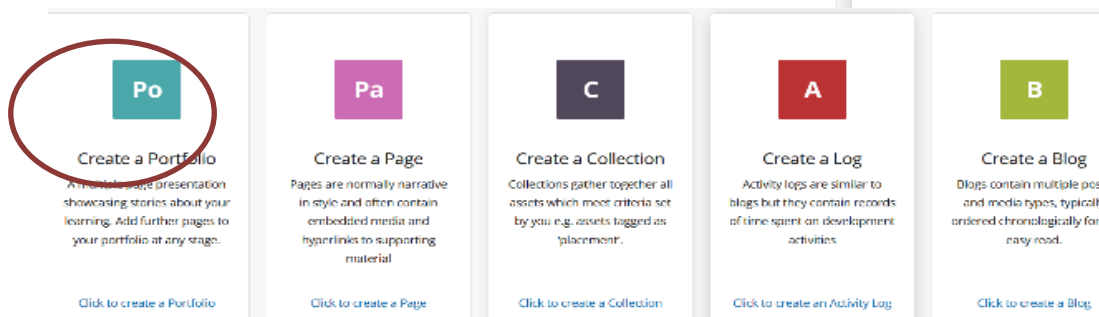 Po
Create a Portfolio
A multiple page presentation
showcasing stories about your
learning. Add further pages to
your portfolio at any stage.
Click to create a Portfolio
Pa
Create a Page
Pages are normally narrative
in style and often contain
embedded media and
hyperlinks to supporting
material
Click to create a Page
C
Create a Collection
Collections gather together all
assets which meet criteria set
by you e.g. assets tagged as
'placement'.
Click to create a Collection
A
Create a Log
Activity logs are similar to
blogs but they contain records
of time spent on development
activities
Click to create an Activity Log
B
Create a Blog
Blogs contain multiple pos
and media types, typicall
ordered chronologically for
easy read.
Click to create a Blog